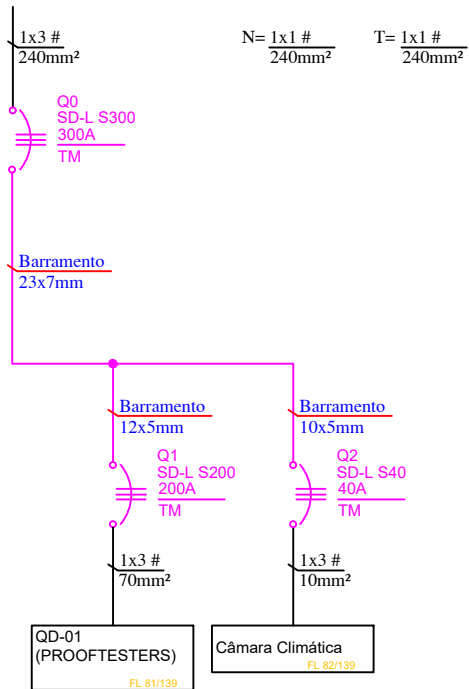 1x3 #
240mm²
N= 1x1 #
240mm²
T= 1x1 #
240mm²
Q0
SD-L S300
300A
TM
Barramento
23x7mm
Barramento
12x5mm
Barramento
10x5mm
Q1
SD-L S200
200A
TM
Q2
SD-L S40
40A
TM
1x3 #
70mm²
1x3 #
10mm²
QD-01
(PROOFTESTERS)
FL 81/139
Câmara Climática
FL 82/139